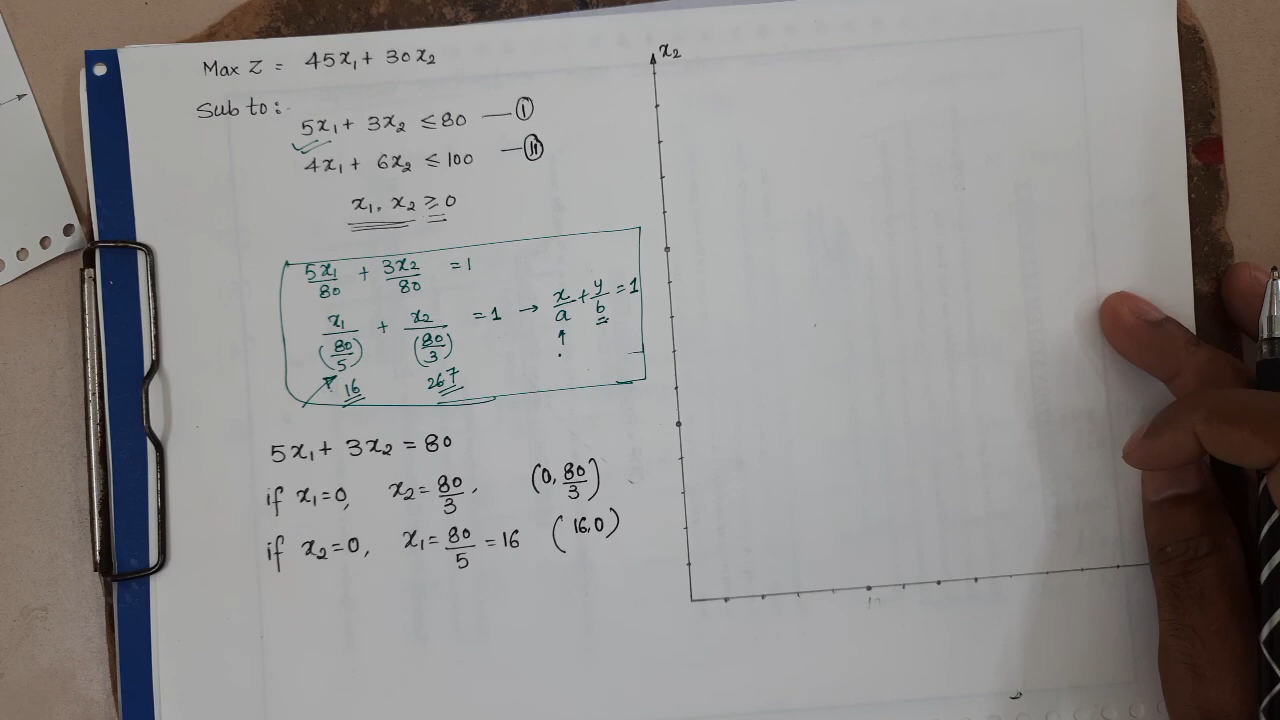 Max Z = 45x₁ + 30x₂
Sub to:
5x₁ + 3x₂ ≤ 80 — Ⓘ
4x₁ + 6x₂ ≤ 100 — Ⓘⓘ
x₁, x₂ ≥ 0
5x₁/80 + 3x₂/80 = 1
x₁/(80/5) + x₂/(80/3) = 1 → x/a + y/b = 1
16 267
5x₁ + 3x₂ = 80
if x₁=0, x₂ = 80/3. (0, 80/3)
if x₂=0, x₁ = 80/5 = 16 (16,0)
x₂